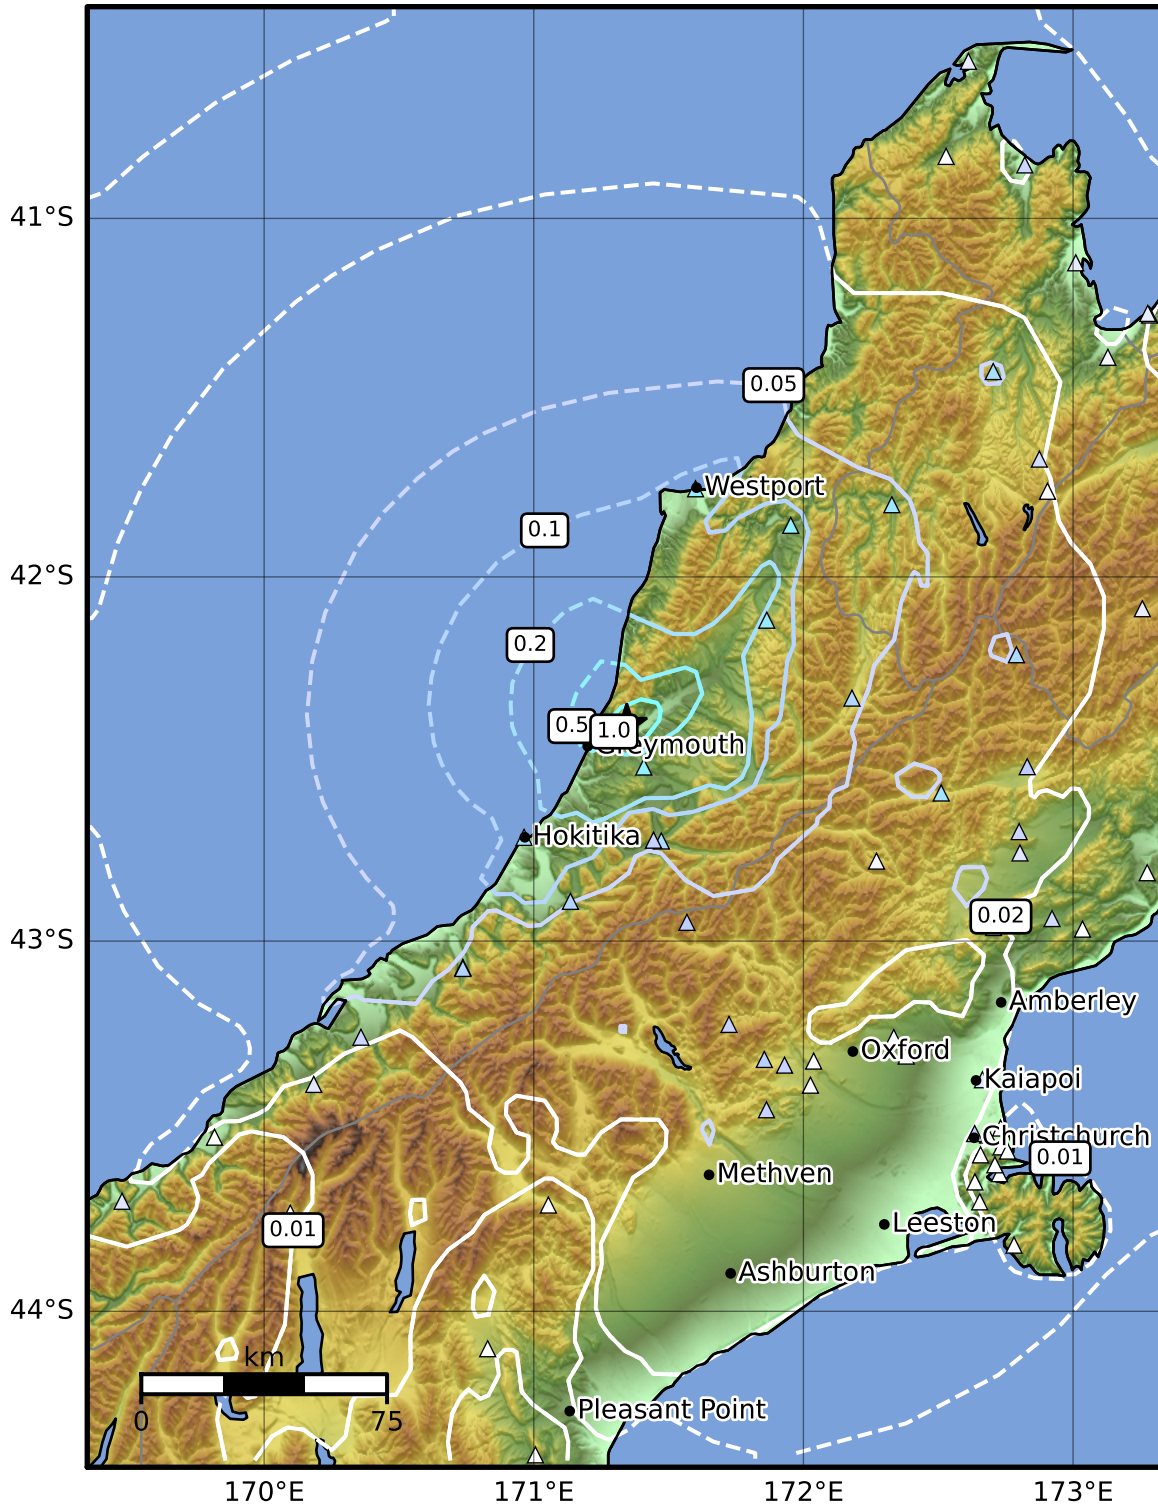 41°S
0.05
Westport
0.1
42°S
0.2
0.5
1.0
Greymouth
Hokitika
0.02
43°S
Amberley
Oxford
Kaiapoi
Christchurch
0.01
Methven
0.01
Leeston
Ashburton
44°S
km
0
75
Pleasant Point
170°E
171°E
172°E
173°E